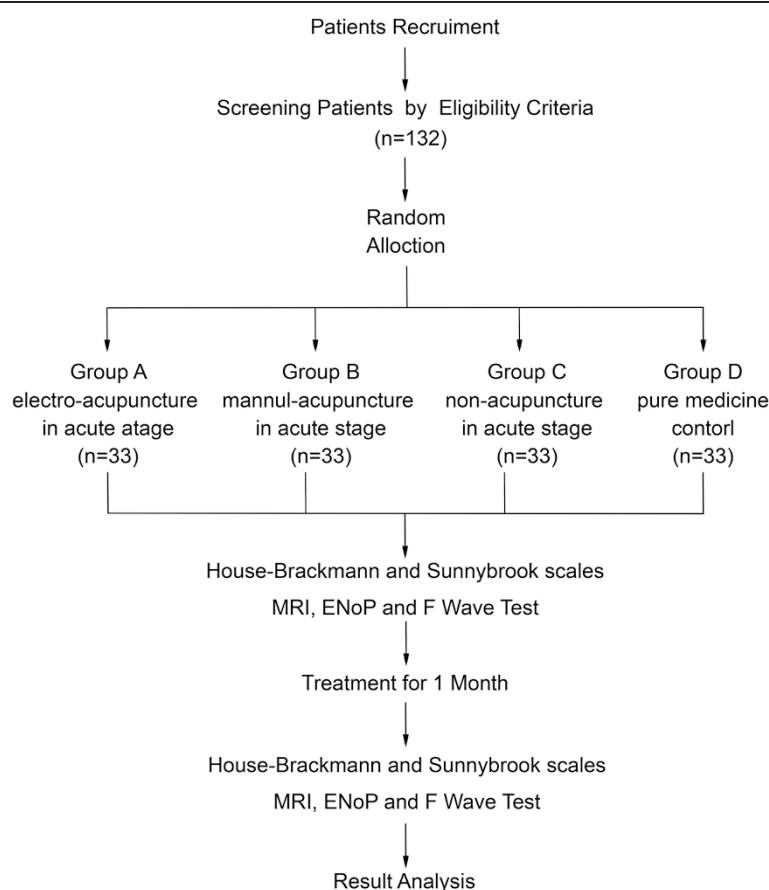 Patients Recruiment
Screening Patients by Eligibility Criteria
(n=132)
Random
Alloction
Group A
electro-acupuncture
in acute atage
(n=33)
Group B
mannul-acupuncture
in acute stage
(n=33)
Group C
non-acupuncture
in acute stage
(n=33)
Group D
pure medicine
contorl
(n=33)
House-Brackmann and Sunnybrook scales
MRI, ENoP and F Wave Test
Treatment for 1 Month
House-Brackmann and Sunnybrook scales
MRI, ENoP and F Wave Test
Result Analysis